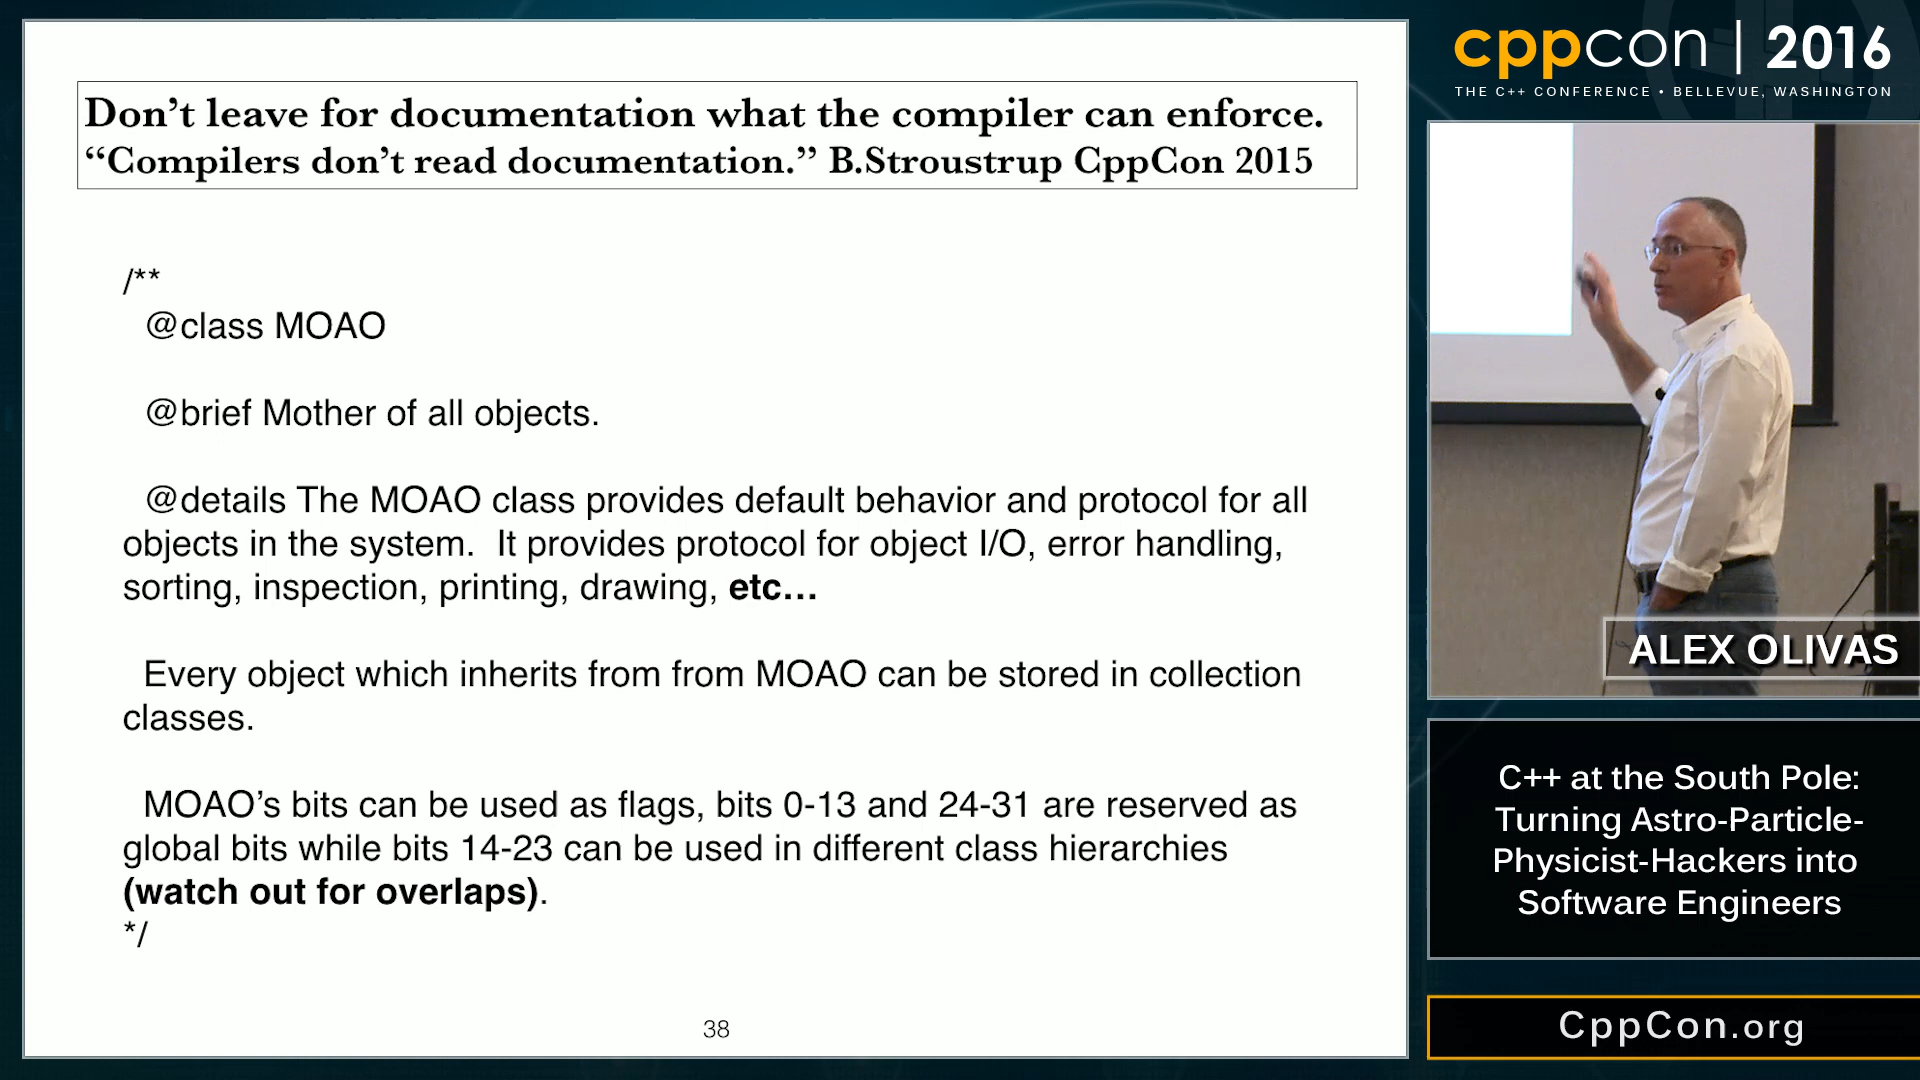 Don’t leave for documentation what the compiler can enforce.
“Compilers don’t read documentation.” B.Stroustrup CppCon 2015
/**
@class MOAO
@brief Mother of all objects.
@details The MOAO class provides default behavior and protocol for all
objects in the system. It provides protocol for object I/O, error handling,
sorting, inspection, printing, drawing, etc…
Every object which inherits from from MOAO can be stored in collection
classes.
MOAO’s bits can be used as flags, bits 0-13 and 24-31 are reserved as
global bits while bits 14-23 can be used in different class hierarchies
(watch out for overlaps).
*/
38
cppcon | 2016
THE C++ CONFERENCE • BELLEVUE, WASHINGTON
ALEX OLIVAS
C++ at the South Pole:
Turning Astro-Particle-
Physicist-Hackers into
Software Engineers
CppCon.org